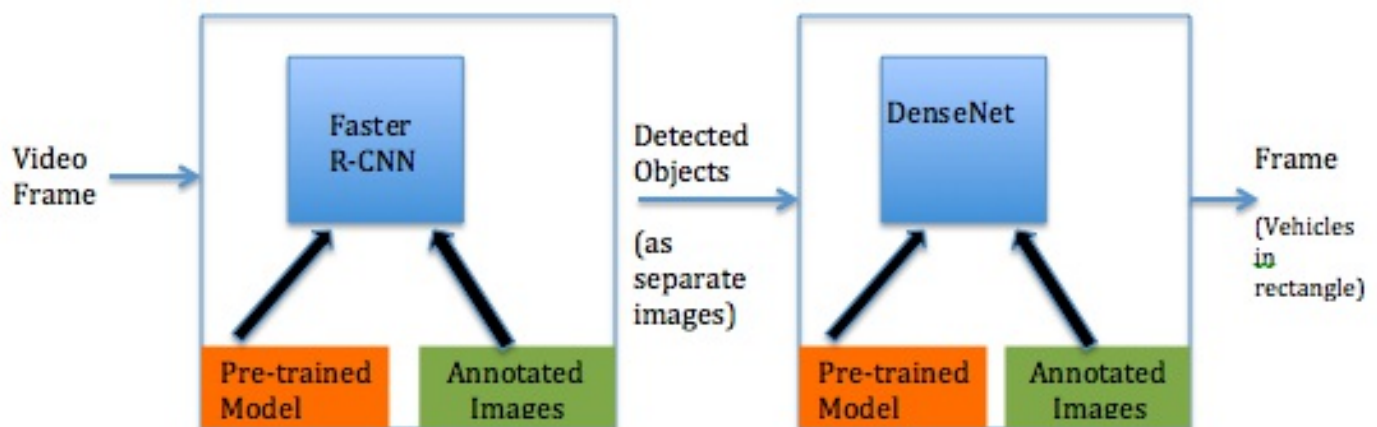 Video
Frame
Faster
R-CNN
Pre-trained
Model
Annotated
Images
Detected
Objects
(as
separate
images)
DenseNet
Pre-trained
Model
Annotated
Images
Frame
(Vehicles
in
rectangle)